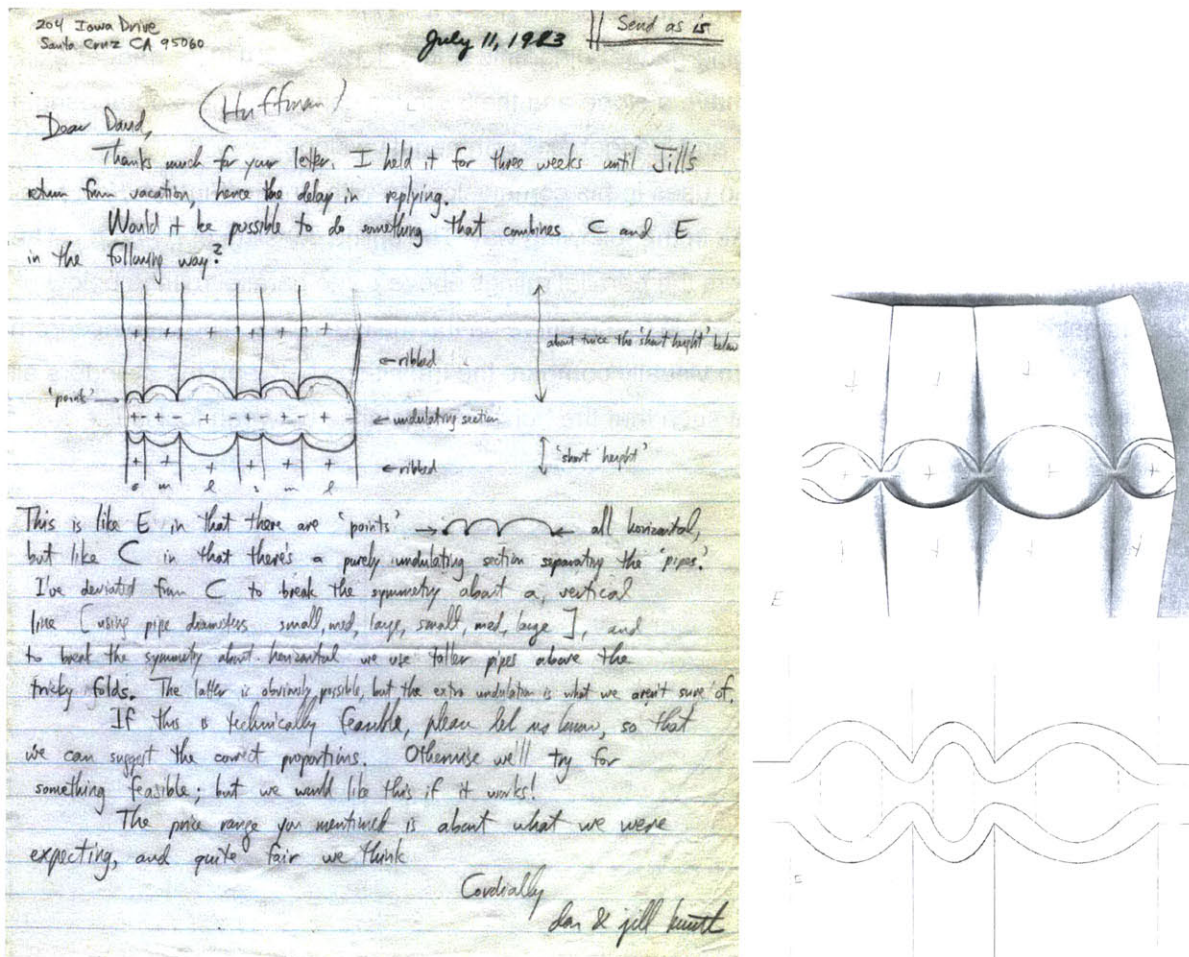 204 Iowa Drive
Santa Cruz CA 95060
July 11, 1983
Send as is
(Huffman)
Dear David,
Thanks much for your letter. I held it for three weeks until Jill's
return from vacation, hence the delay in replying.
Would it be possible to do something that combines C and E
in the following way?
+ + + + + +
about twice the 'short height' below
← ribbed
'points' →
+ - + - + - + - + - + -
← undulating section
+ + + + + +
← ribbed
'short height'
s m l s m l
This is like E in that there are 'points' → ← all horizontal,
but like C in that there's a purely undulating section separating the 'pipes'.
I've deviated from C to break the symmetry about a vertical
line [using pipe diameters small, med, large, small, med, large], and
to break the symmetry about horizontal we use taller pipes above the
tricky folds. The latter is obviously possible, but the extra undulation is what we aren't sure of.
If this is technically feasible, please let us know, so that
we can suggest the correct proportions. Otherwise we'll try for
something feasible; but we would like this if it works!
The price range you mentioned is about what we were
expecting, and quite fair we think
Cordially
don & jill knuth
E